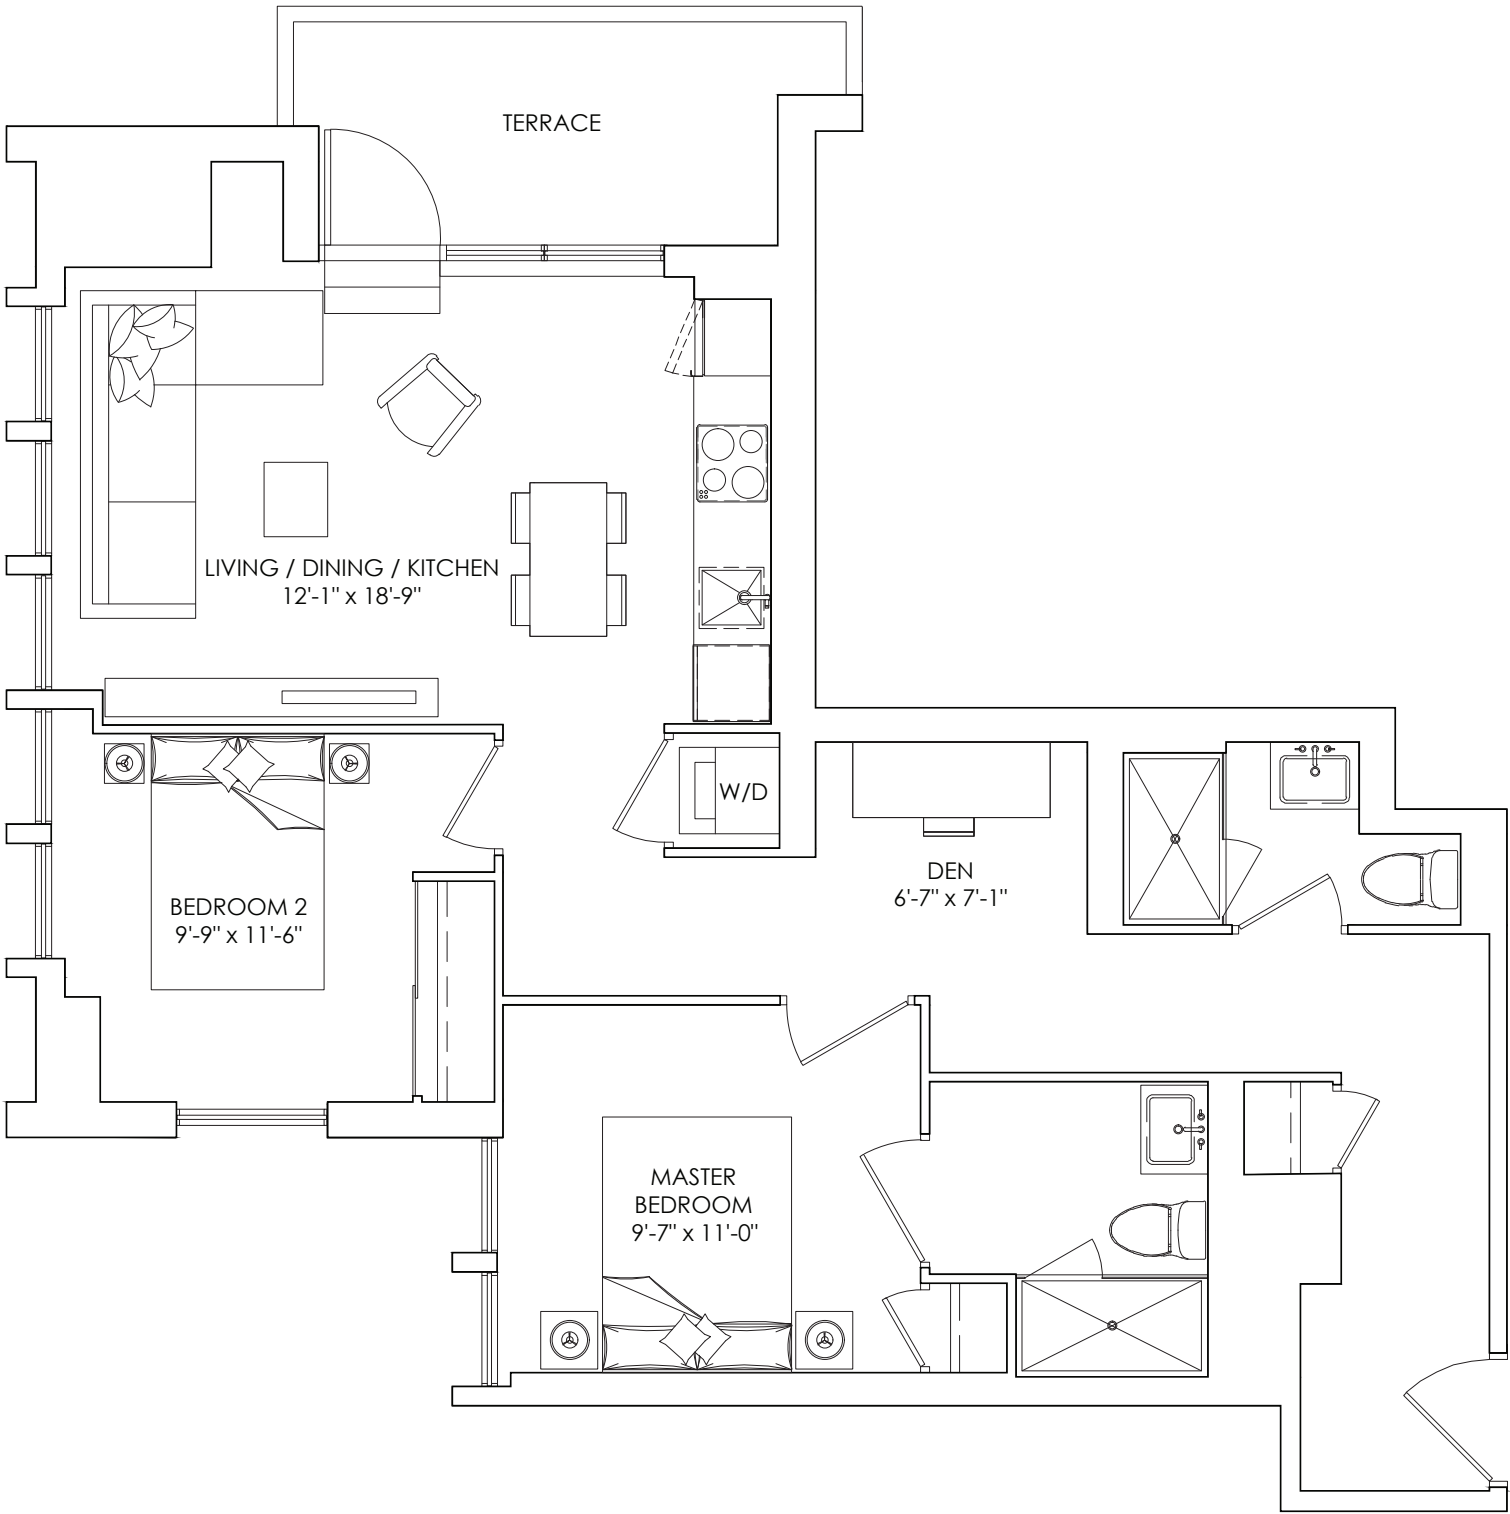 TERRACE
LIVING / DINING / KITCHEN
12'-1" x 18'-9"
W/D
DEN
6'-7" x 7'-1"
BEDROOM 2
9'-9" x 11'-6"
MASTER
BEDROOM
9'-7" x 11'-0"